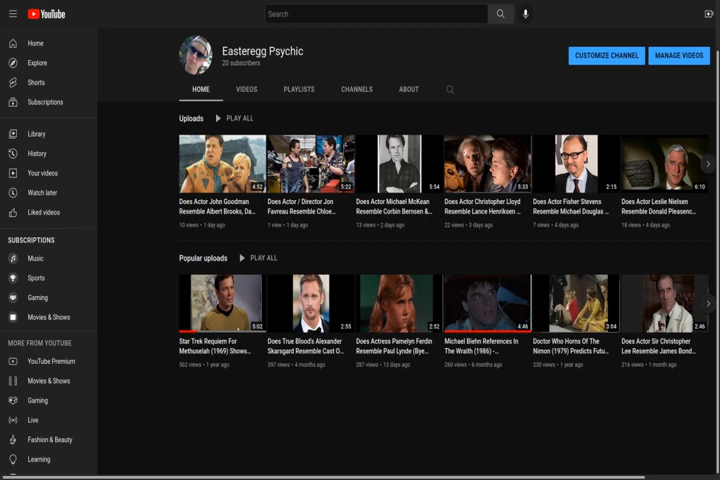 YouTube
Search
Home
Explore
Shorts
Subscriptions
Library
History
Your videos
Watch later
Liked videos
SUBSCRIPTIONS
Music
Sports
Gaming
Movies & Shows
MORE FROM YOUTUBE
YouTube Premium
Movies & Shows
Gaming
Live
Fashion & Beauty
Learning
Easteregg Psychic
20 subscribers
CUSTOMIZE CHANNEL
MANAGE VIDEOS
HOME VIDEOS PLAYLISTS CHANNELS ABOUT
Uploads PLAY ALL
4:52 5:22 5:54 5:33 2:15 6:10
Does Actor John Goodman
Resemble Albert Brooks, Da...
10 views • 1 day ago
Does Actor / Director Jon
Favreau Resemble Chloe...
1 view • 1 day ago
Does Actor Michael McKean
Resemble Corbin Bernsen &...
13 views • 2 days ago
Does Actor Christopher Lloyd
Resemble Lance Henriksen ...
22 views • 3 days ago
Does Actor Fisher Stevens
Resemble Michael Douglas ...
7 views • 4 days ago
Does Actor Leslie Nielsen
Resemble Donald Pleasenc...
18 views • 4 days ago
Popular uploads PLAY ALL
5:02 2:55 2:52 4:46 3:04 2:46
Star Trek Requiem For
Methuselah (1969) Shows...
562 views • 1 year ago
Does True Blood's Alexander
Skarsgard Resemble Cast O...
397 views • 4 months ago
Does Actress Pamelyn Ferdin
Resemble Paul Lynde (Bye...
287 views • 13 days ago
Michael Biehn References In
The Wraith (1986) -...
260 views • 6 months ago
Doctor Who Horns Of The
Nimon (1979) Predicts Futu...
230 views • 1 year ago
Does Actor Sir Christopher
Lee Resemble James Bond...
216 views • 1 month ago